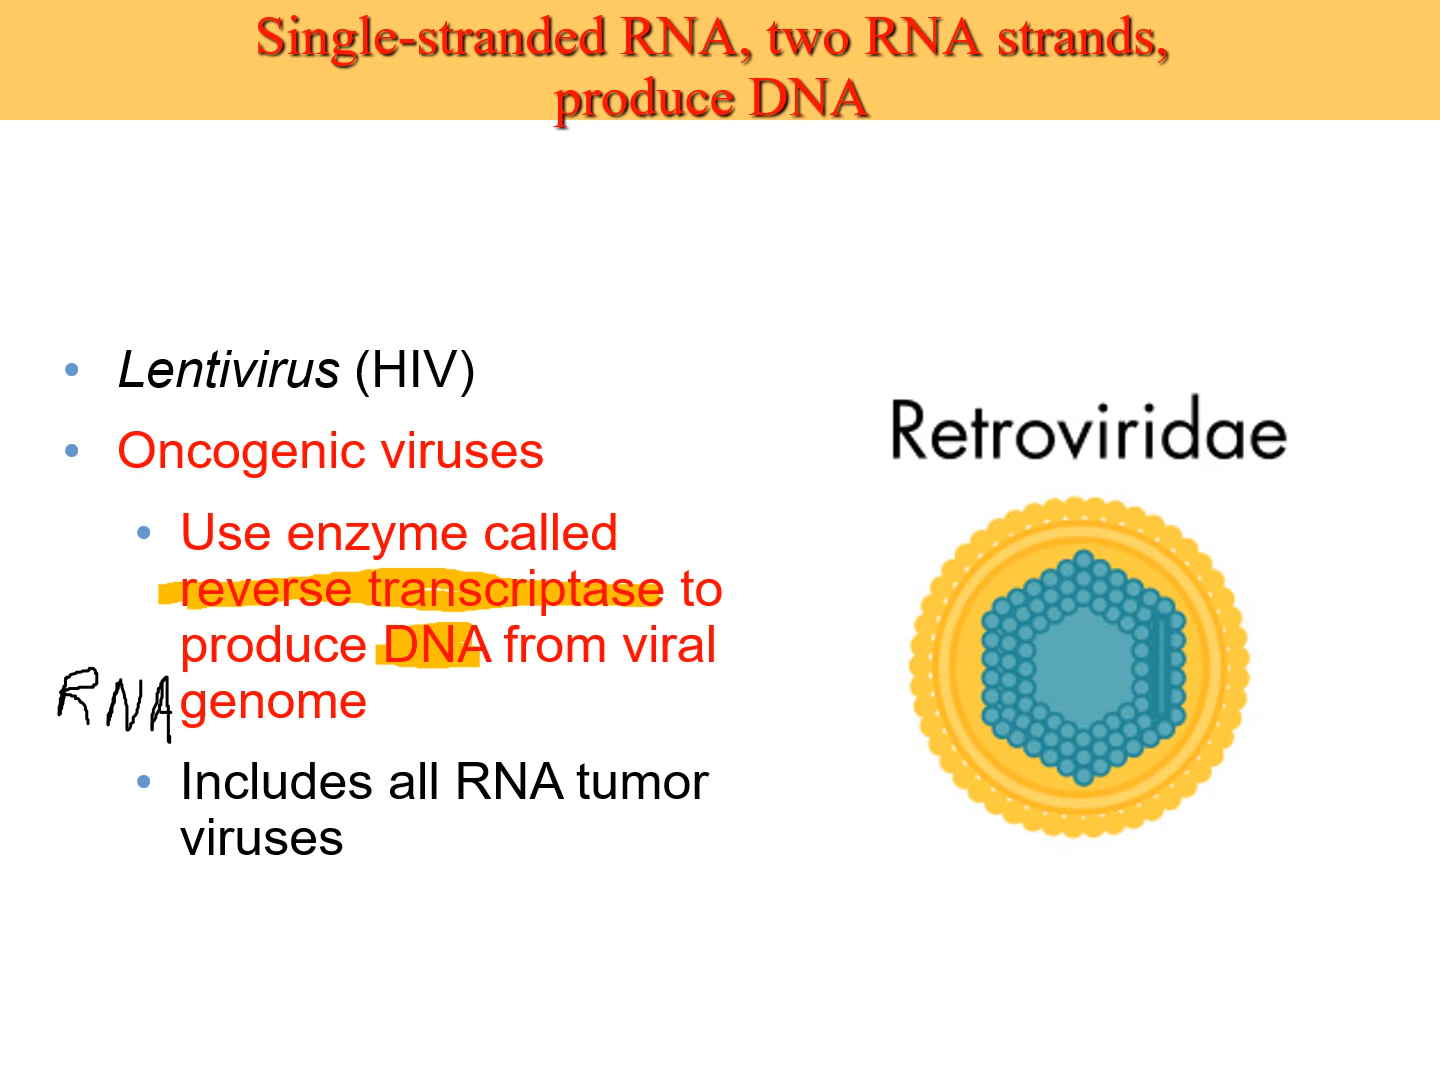 Single-stranded RNA, two RNA strands,
produce DNA
• Lentivirus (HIV)
• Oncogenic viruses
• Use enzyme called
reverse transcriptase to
produce DNA from viral
RNA genome
• Includes all RNA tumor
viruses
Retroviridae